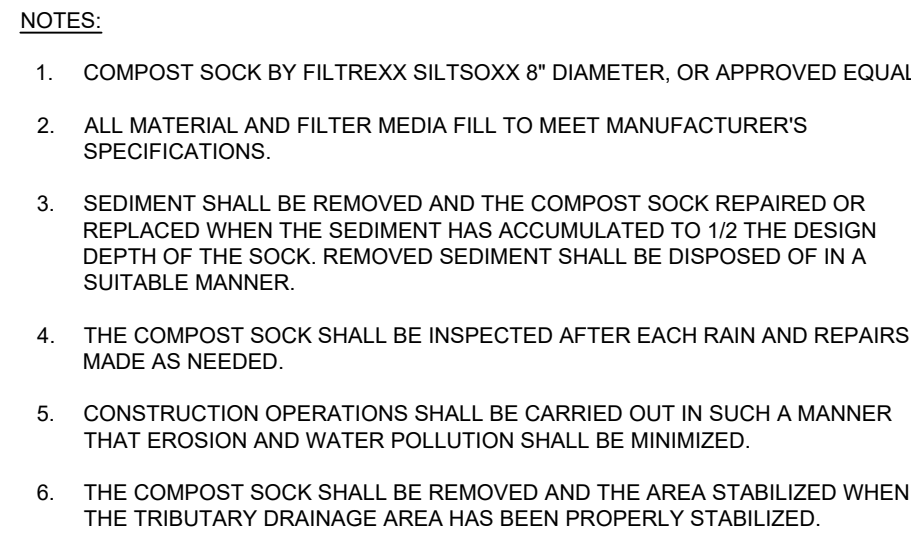 NOTES:
1. COMPOST SOCK BY FILTREXX SILTSOXX 8" DIAMETER, OR APPROVED EQUAL
2. ALL MATERIAL AND FILTER MEDIA FILL TO MEET MANUFACTURER'S
SPECIFICATIONS.
3. SEDIMENT SHALL BE REMOVED AND THE COMPOST SOCK REPAIRED OR
REPLACED WHEN THE SEDIMENT HAS ACCUMULATED TO 1/2 THE DESIGN
DEPTH OF THE SOCK. REMOVED SEDIMENT SHALL BE DISPOSED OF IN A
SUITABLE MANNER.
4. THE COMPOST SOCK SHALL BE INSPECTED AFTER EACH RAIN AND REPAIRS
MADE AS NEEDED.
5. CONSTRUCTION OPERATIONS SHALL BE CARRIED OUT IN SUCH A MANNER
THAT EROSION AND WATER POLLUTION SHALL BE MINIMIZED.
6. THE COMPOST SOCK SHALL BE REMOVED AND THE AREA STABILIZED WHEN
THE TRIBUTARY DRAINAGE AREA HAS BEEN PROPERLY STABILIZED.